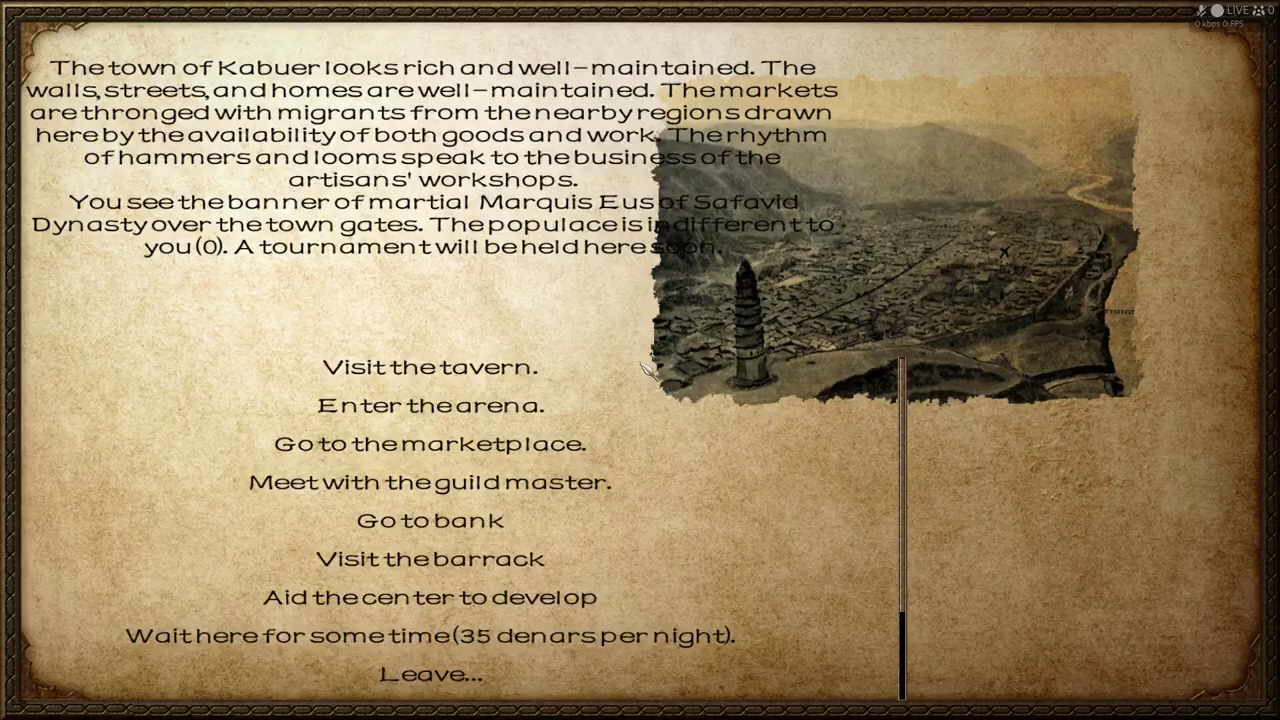 LIVE 0
0 kbps 0 FPS
The town of Kabuer looks rich and well-maintained. The
walls, streets, and homes are well-maintained. The markets
are thronged with migrants from the nearby regions drawn
here by the availability of both goods and work. The rhythm
of hammers and looms speak to the business of the
artisans' workshops.
You see the banner of martial Marquis Eus of Safavid
Dynasty over the town gates. The populace is indifferent to
you (0). A tournament will be held here soon.
Visit the tavern.
Enter the arena.
Go to the marketplace.
Meet with the guild master.
Go to bank
Visit the barrack
Aid the center to develop
Wait here for some time (35 denars per night).
Leave...